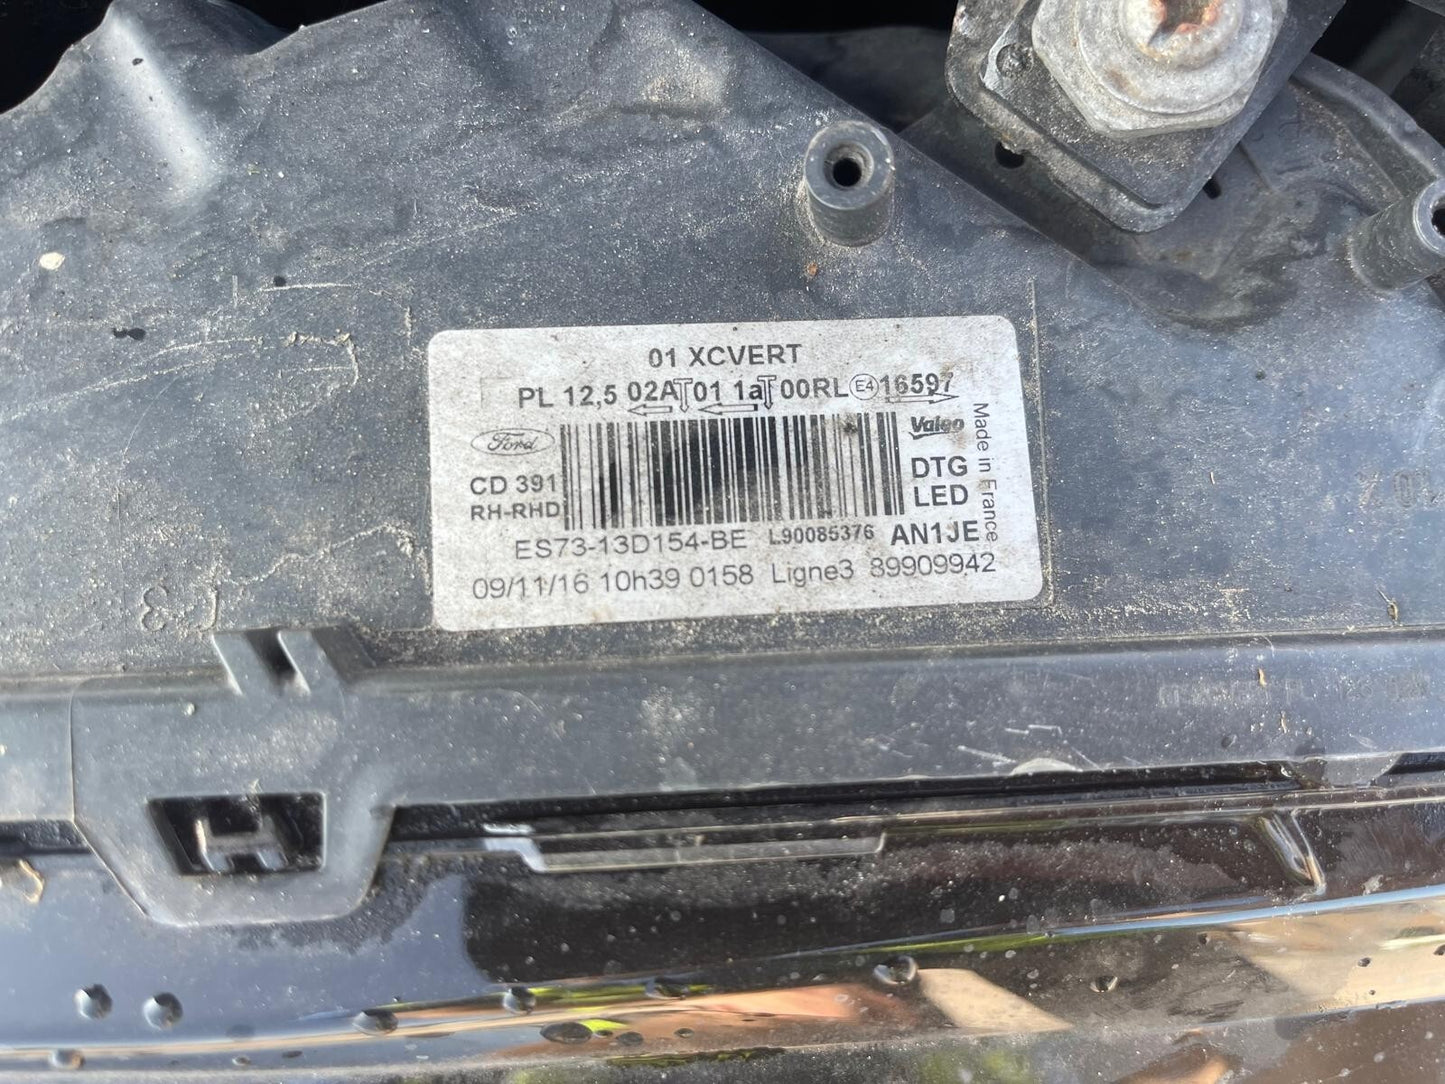 01 XCVERT
PL 12,5 02A 01 1a 00RL E4 16597
Ford
Valeo
Made in France
CD 391
RH-RHD
DTG
LED
ES73-13D154-BE L90085376 AN1JE
09/11/16 10h39 0158 Ligne3 89909942